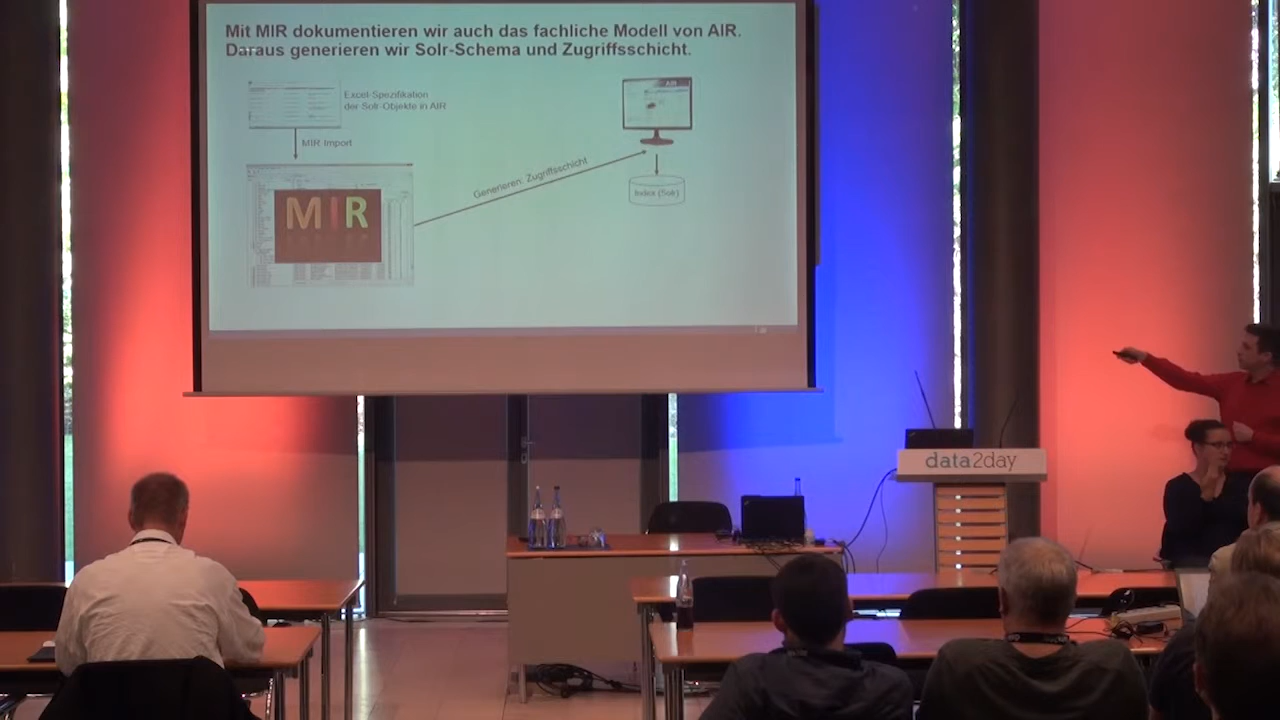 Mit MIR dokumentieren wir auch das fachliche Modell von AIR.
Daraus generieren wir Solr-Schema und Zugriffsschicht.
Excel-Spezifikation
der Solr-Objekte in AIR
MIR Import
AIR
Generieren: Zugriffsschicht
Index (Solr)
MIR
data2day